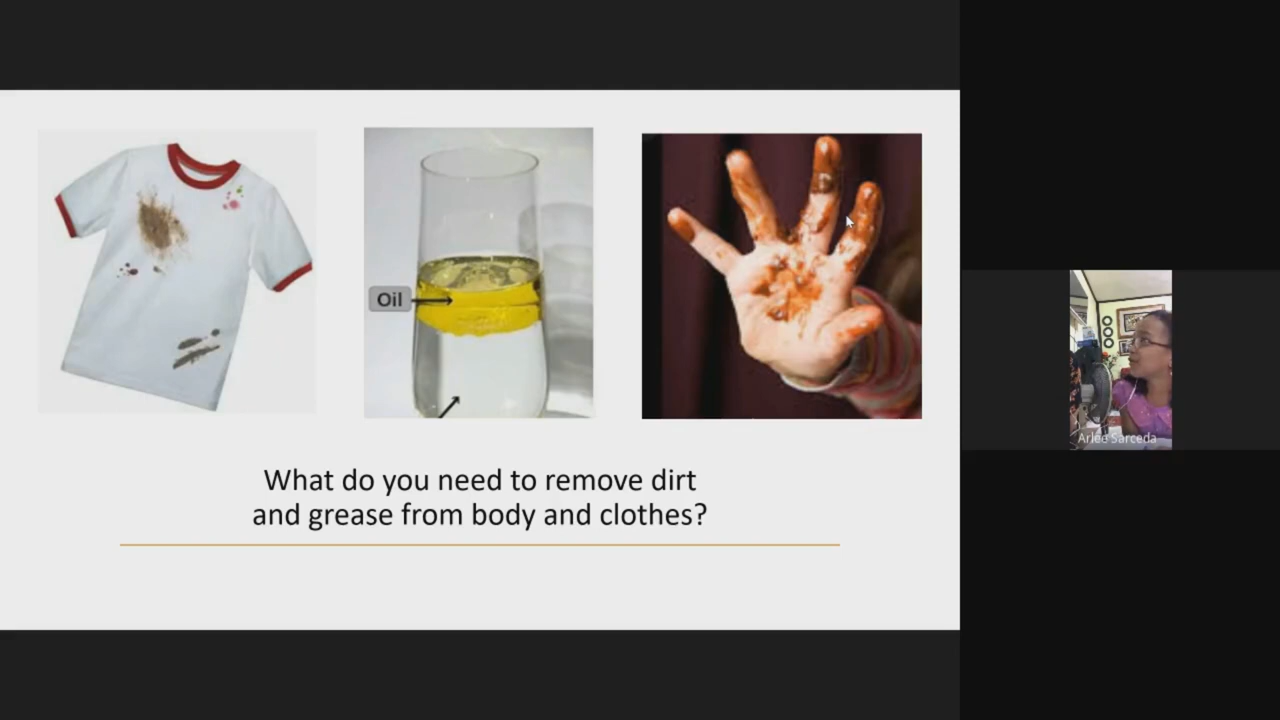 Oil
What do you need to remove dirt
and grease from body and clothes?
Arlee Sarceda